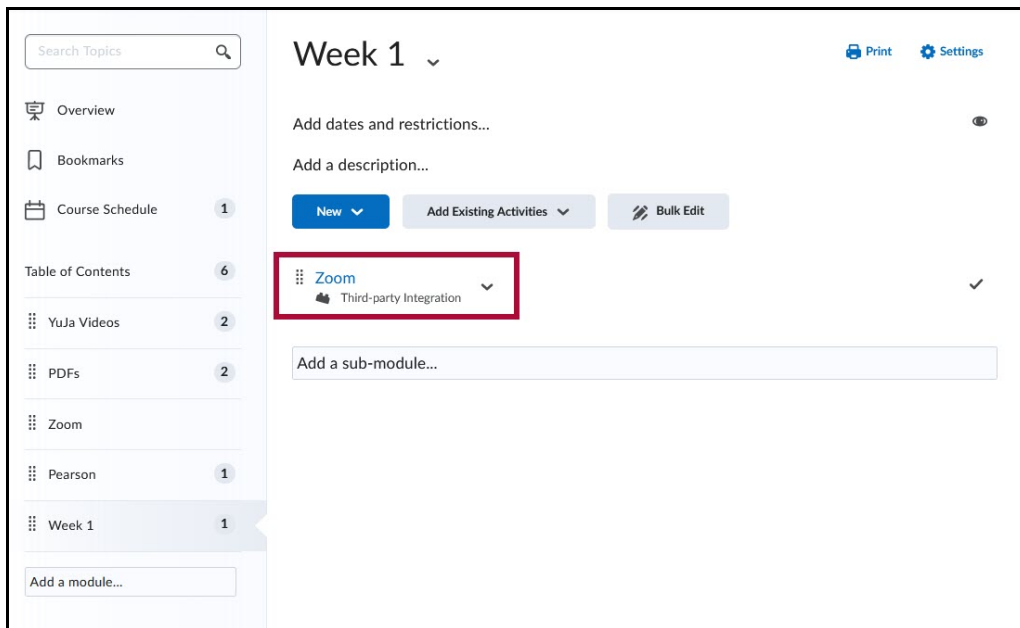 Search Topics
Overview
Bookmarks
Course Schedule 1
Table of Contents 6
YuJa Videos 2
PDFs 2
Zoom
Pearson 1
Week 1 1
Add a module...
Week 1
Print
Settings
Add dates and restrictions...
Add a description...
New
Add Existing Activities
Bulk Edit
Zoom
Third-party Integration
Add a sub-module...